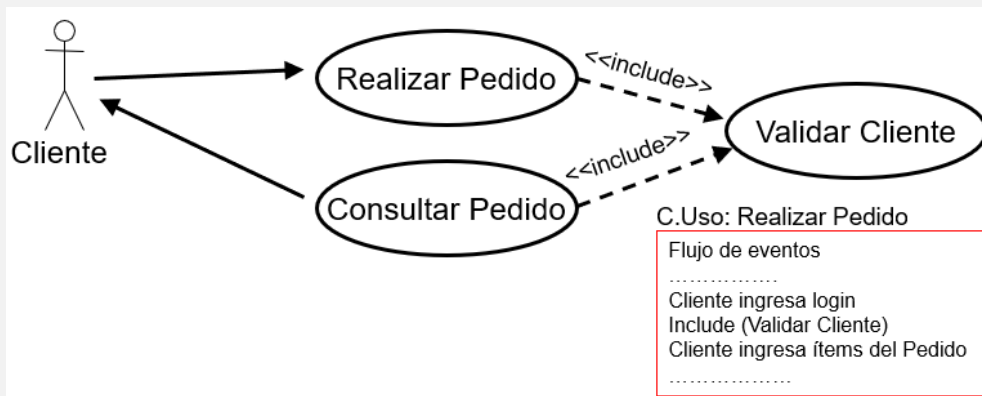 Cliente
Realizar Pedido
<<include>>
Validar Cliente
<<include>>
Consultar Pedido
C.Uso: Realizar Pedido
Flujo de eventos
……………
Cliente ingresa login
Include (Validar Cliente)
Cliente ingresa ítems del Pedido
………………